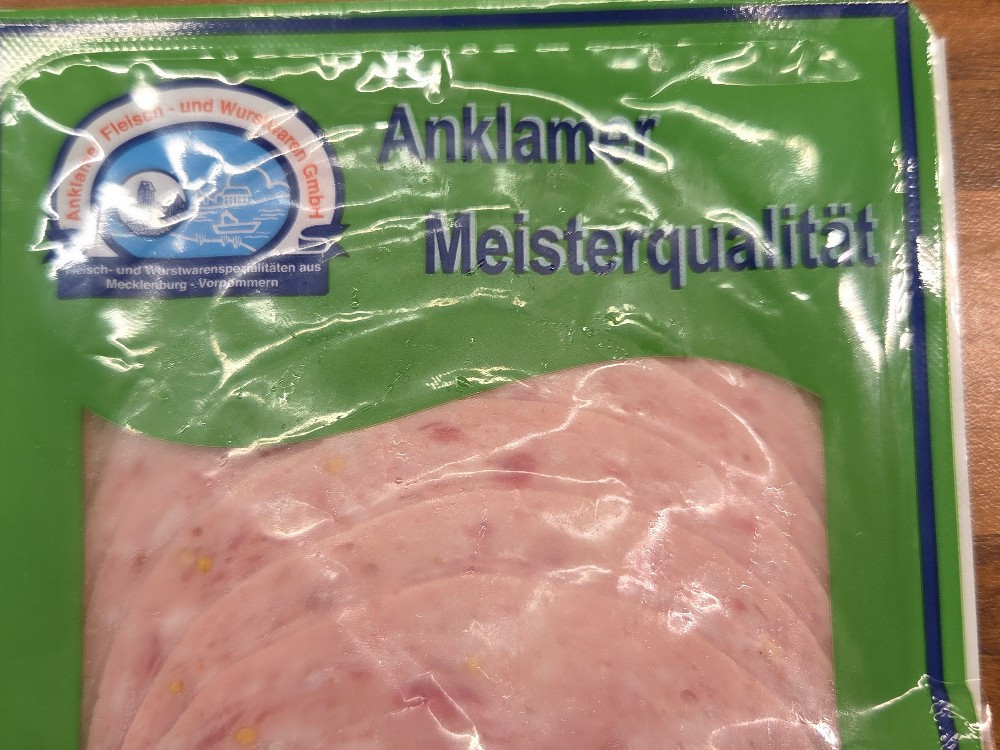 Anklamer Fleisch - und Wurstwaren GmbH
Fleisch- und Wurstwarenspezialitäten aus
Mecklenburg - Vorpommern
Anklamer
Meisterqualität